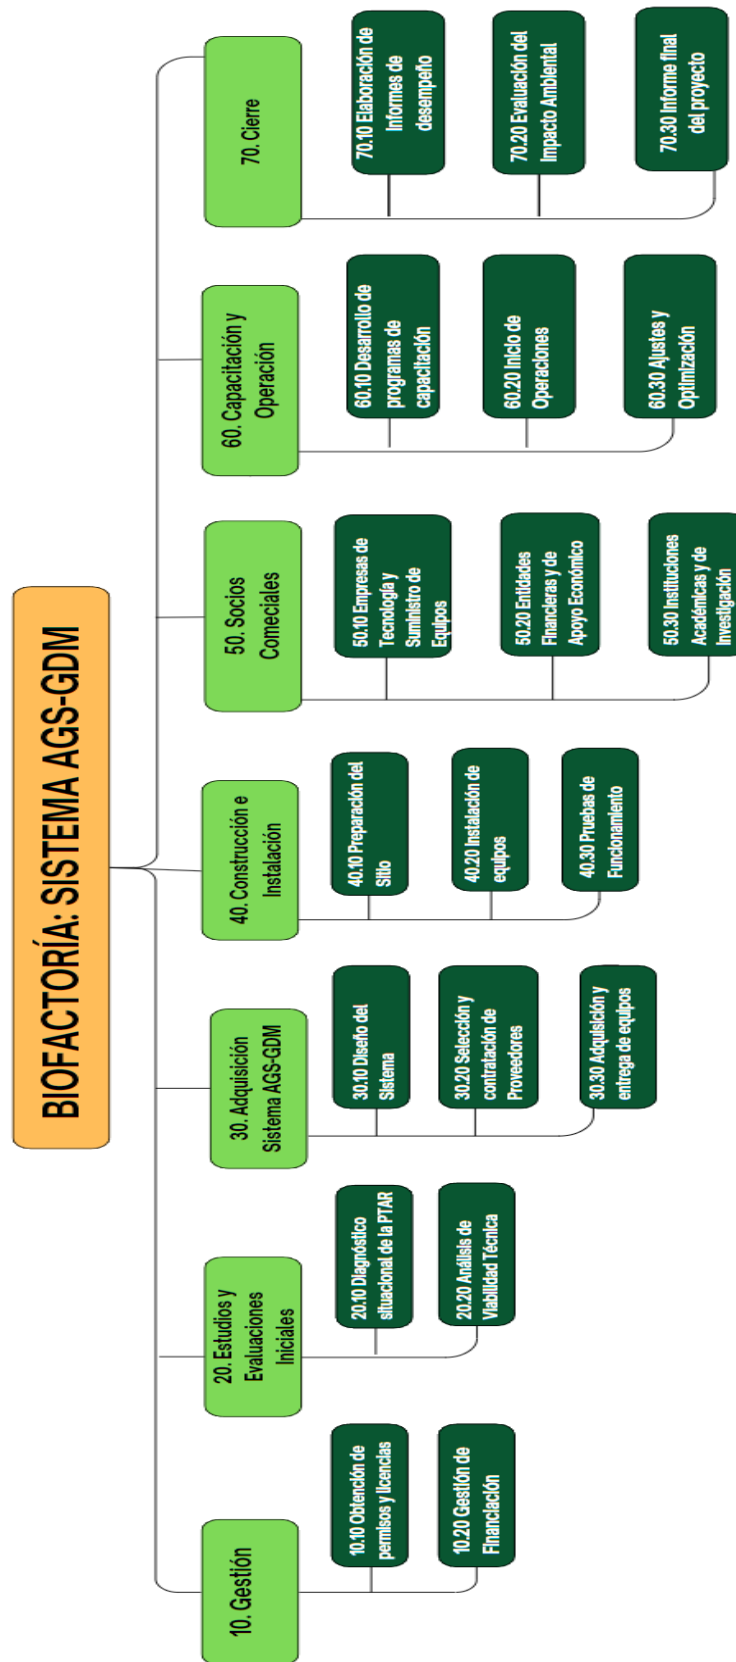 BIOFACTORÍA: SISTEMA AGS-GDM
10. Gestión
10.10 Obtención de
permisos y licencias
10.20 Gestión de
Financiación
20. Estudios y
Evaluaciones
Iniciales
20.10 Diagnóstico
situacional de la PTAR
20.20 Análisis de
Viabilidad Técnica
30. Adquisición
Sistema AGS-GDM
30.10 Diseño del
Sistema
30.20 Selección y
contratación de
Proveedores
30.30 Adquisición y
entrega de equipos
40. Construcción e
Instalación
40.10 Preparación del
Sitio
40.20 Instalación de
equipos
40.30 Pruebas de
Funcionamiento
50. Socios
Comeciales
50.10 Empresas de
Tecnología y
Suministro de
Equipos
50.20 Entidades
Financieras y de
Apoyo Económico
50.30 Instituciones
Académicas y de
Investigación
60. Capacitación y
Operación
60.10 Desarrollo de
programas de
capacitación
60.20 Inicio de
Operaciones
60.30 Ajustes y
Optimización
70. Cierre
70.10 Elaboración de
Informes de
desempeño
70.20 Evaluación del
Impacto Ambiental
70.30 Informe final
del proyecto